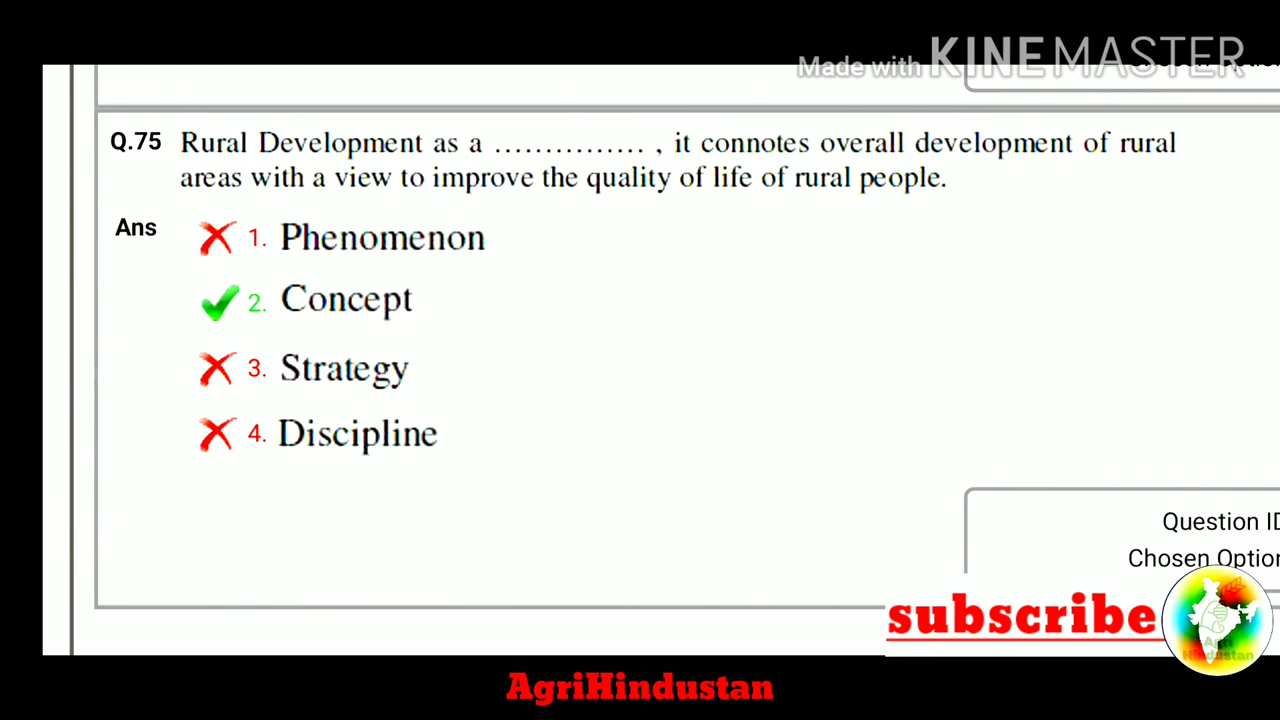 Made with KINEMASTER
Q.75 Rural Development as a ............... , it connotes overall development of rural
areas with a view to improve the quality of life of rural people.
Ans
1. Phenomenon
2. Concept
3. Strategy
4. Discipline
Question ID
Chosen Option
subscribe
Agri
Hindustan
AgriHindustan